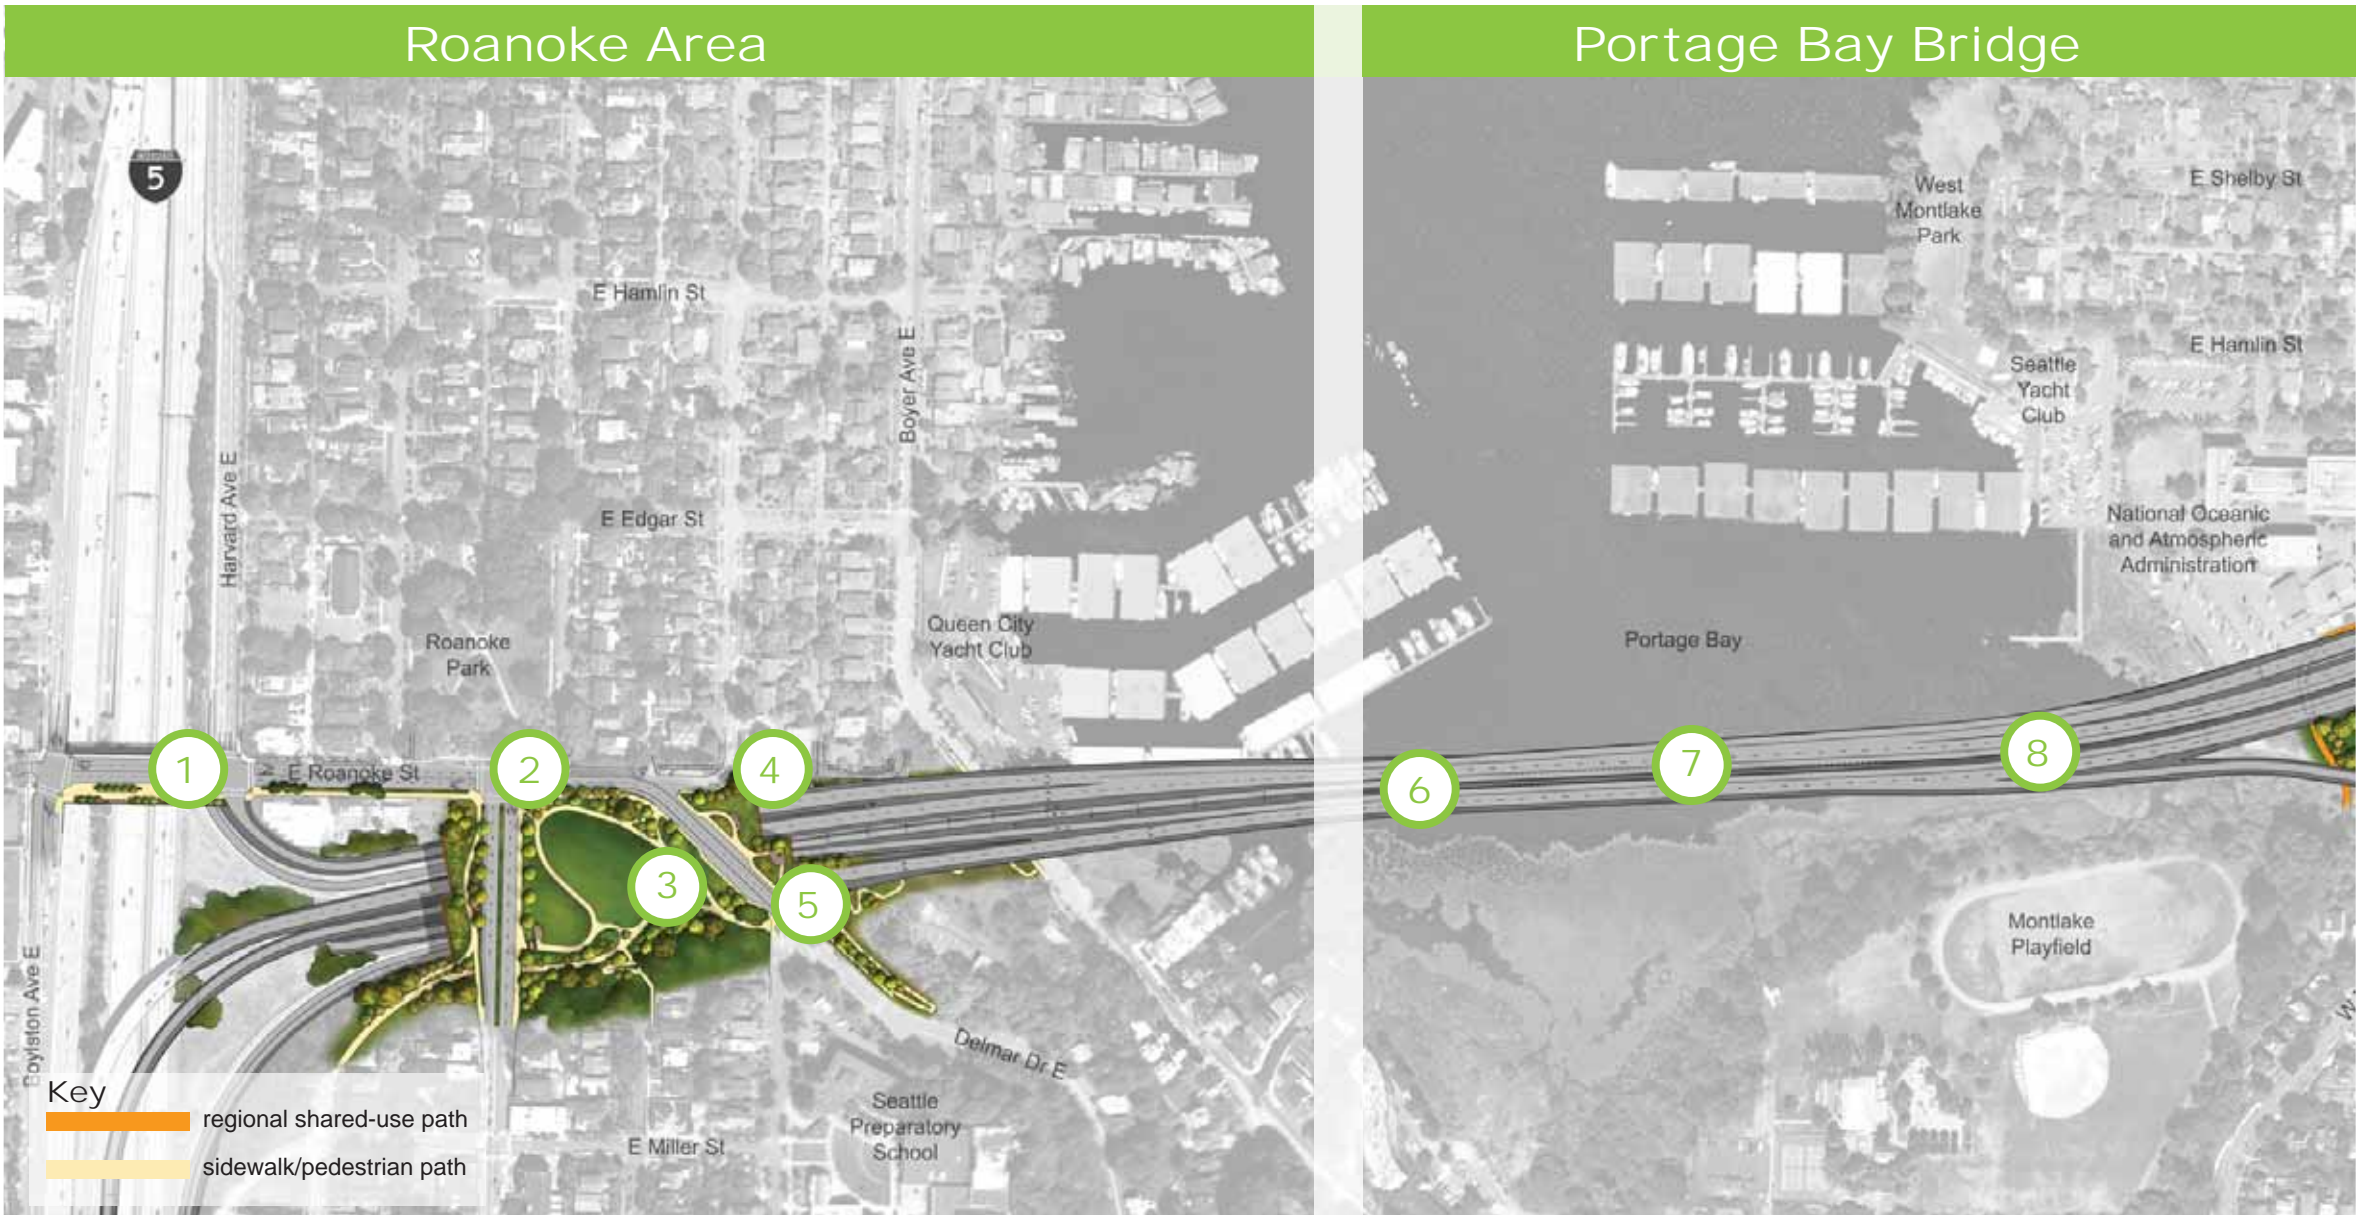 Roanoke Area
Portage Bay Bridge
5
E Shelby St
West
Montlake
Park
E Hamlin St
Boyer Ave E
E Hamlin St
Seattle
Yacht
Club
Harvard Ave E
E Edgar St
National Oceanic
and Atmospheric
Administration
Roanoke
Park
Queen City
Yacht Club
Portage Bay
1
E Roanoke St
2
4
6
7
8
3
5
Montlake
Playfield
Boylston Ave E
Delmar Dr E
Seattle
Preparatory
School
E Miller St
Key
regional shared-use path
sidewalk/pedestrian path
W